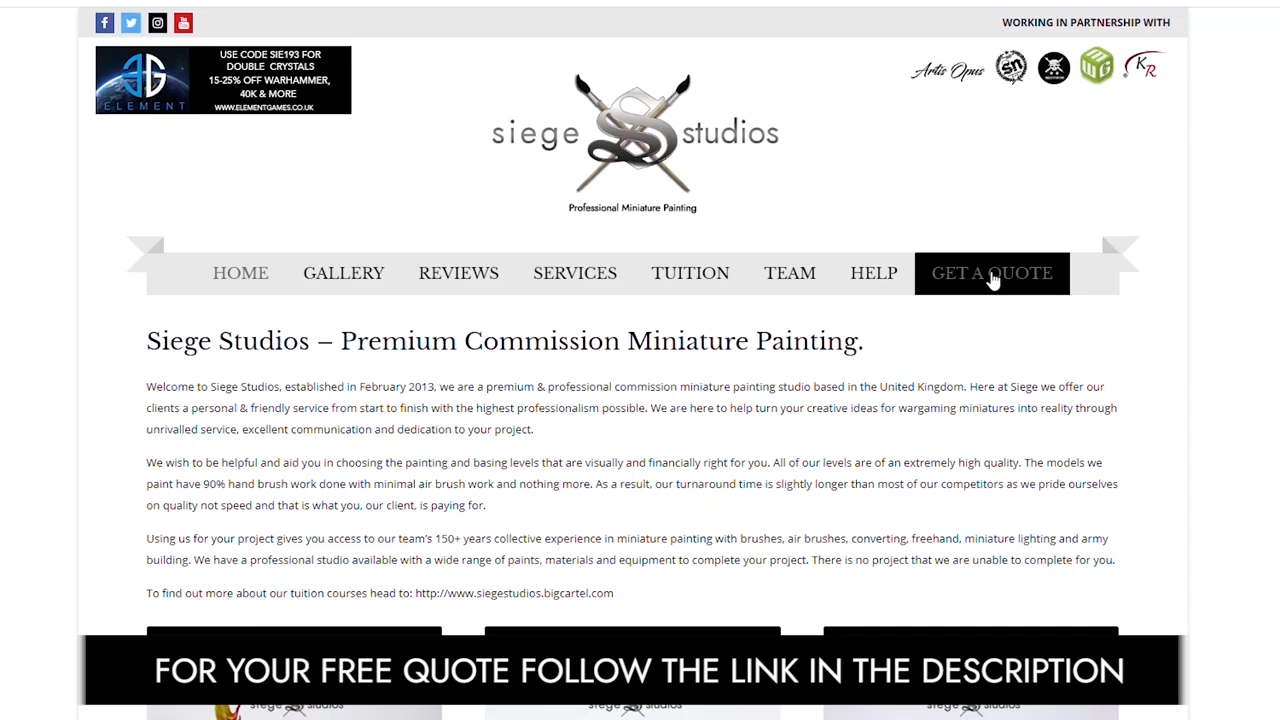 WORKING IN PARTNERSHIP WITH
USE CODE SIE193 FOR
DOUBLE CRYSTALS
15-25% OFF WARHAMMER,
40K & MORE
WWW.ELEMENTGAMES.CO.UK
ELEMENT
Artis Opus
sn
MWG
KR
siege S studios
Professional Miniature Painting
HOME GALLERY REVIEWS SERVICES TUITION TEAM HELP GET A QUOTE
Siege Studios – Premium Commission Miniature Painting.
Welcome to Siege Studios, established in February 2013, we are a premium & professional commission miniature painting studio based in the United Kingdom. Here at Siege we offer our
clients a personal & friendly service from start to finish with the highest professionalism possible. We are here to help turn your creative ideas for wargaming miniatures into reality through
unrivalled service, excellent communication and dedication to your project.
We wish to be helpful and aid you in choosing the painting and basing levels that are visually and financially right for you. All of our levels are of an extremely high quality. The models we
paint have 90% hand brush work done with minimal air brush work and nothing more. As a result, our turnaround time is slightly longer than most of our competitors as we pride ourselves
on quality not speed and that is what you, our client, is paying for.
Using us for your project gives you access to our team's 150+ years collective experience in miniature painting with brushes, air brushes, converting, freehand, miniature lighting and army
building. We have a professional studio available with a wide range of paints, materials and equipment to complete your project. There is no project that we are unable to complete for you.
To find out more about our tuition courses head to: http://www.siegestudios.bigcartel.com
FOR YOUR FREE QUOTE FOLLOW THE LINK IN THE DESCRIPTION